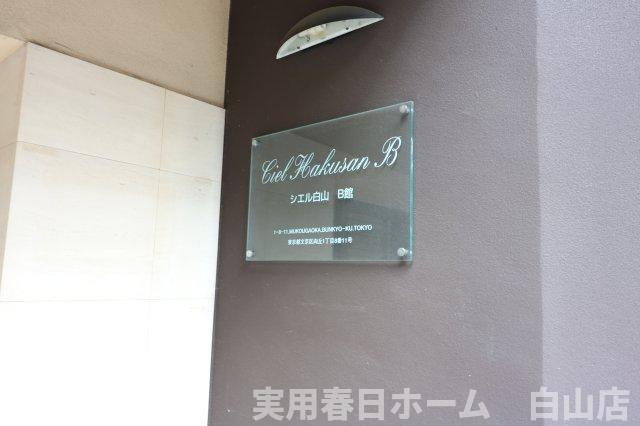 Ciel Hakusan B
シエル白山 B館
1-8-11,MUKOUGAOKA,BUNKYO-KU,TOKYO
東京都文京区向丘1丁目8番11号
実用春日ホーム 白山店